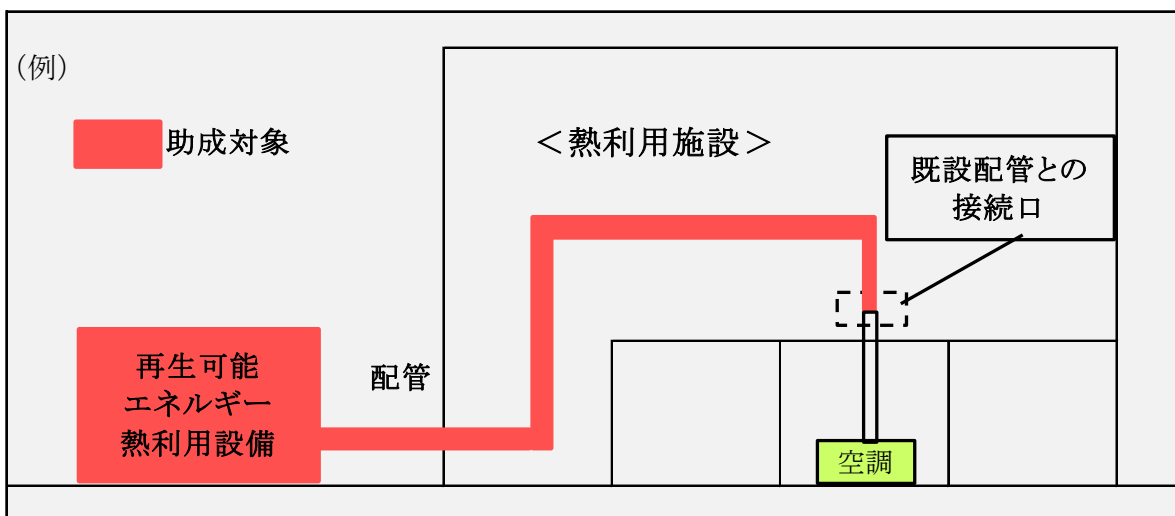 (例)
助成対象
＜熱利用施設＞
既設配管との
接続口
再生可能
エネルギー
熱利用設備
配管
空調